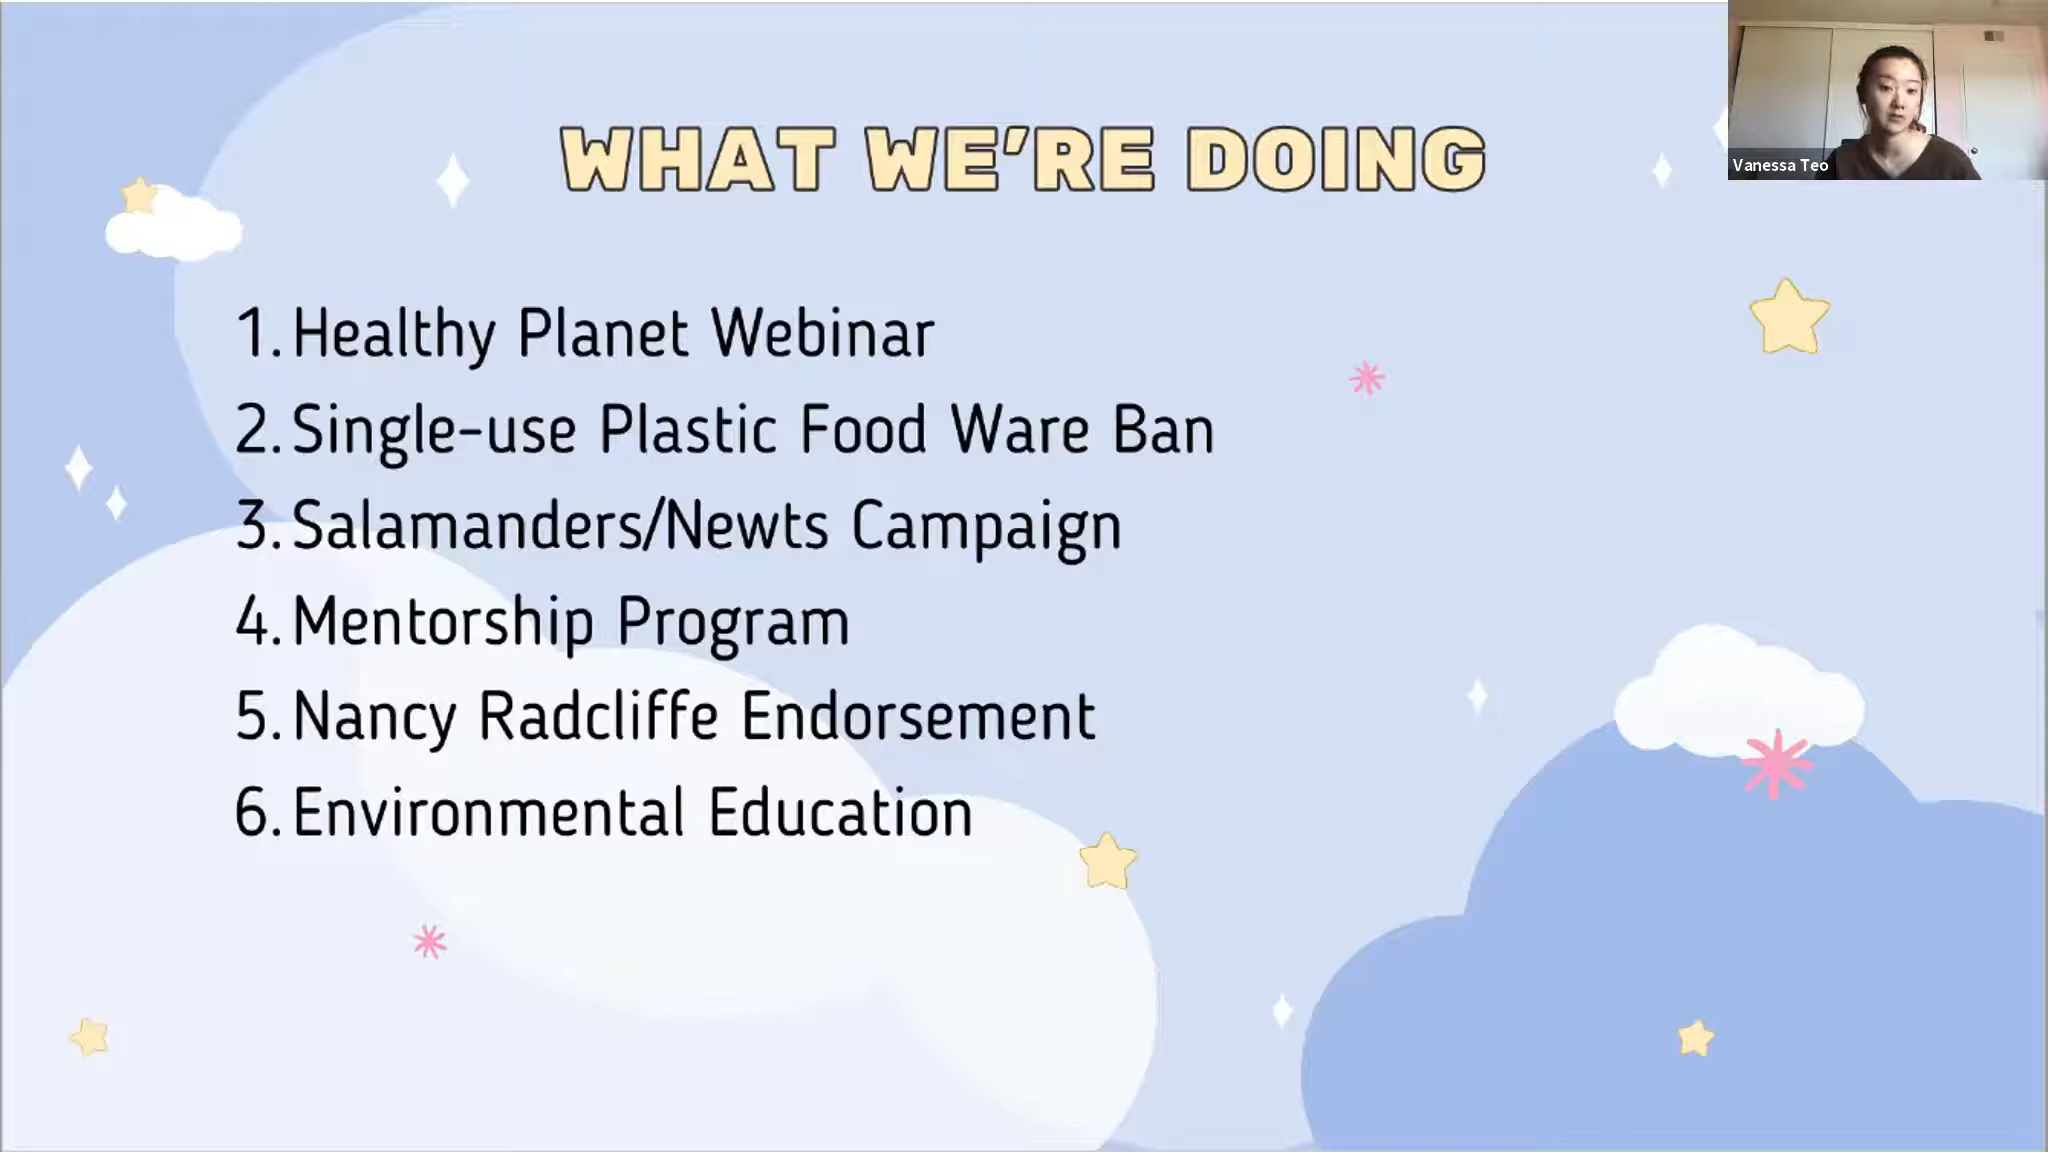 WHAT WE'RE DOING
Vanessa Teo
1. Healthy Planet Webinar
2. Single-use Plastic Food Ware Ban
3. Salamanders/Newts Campaign
4. Mentorship Program
5. Nancy Radcliffe Endorsement
6. Environmental Education